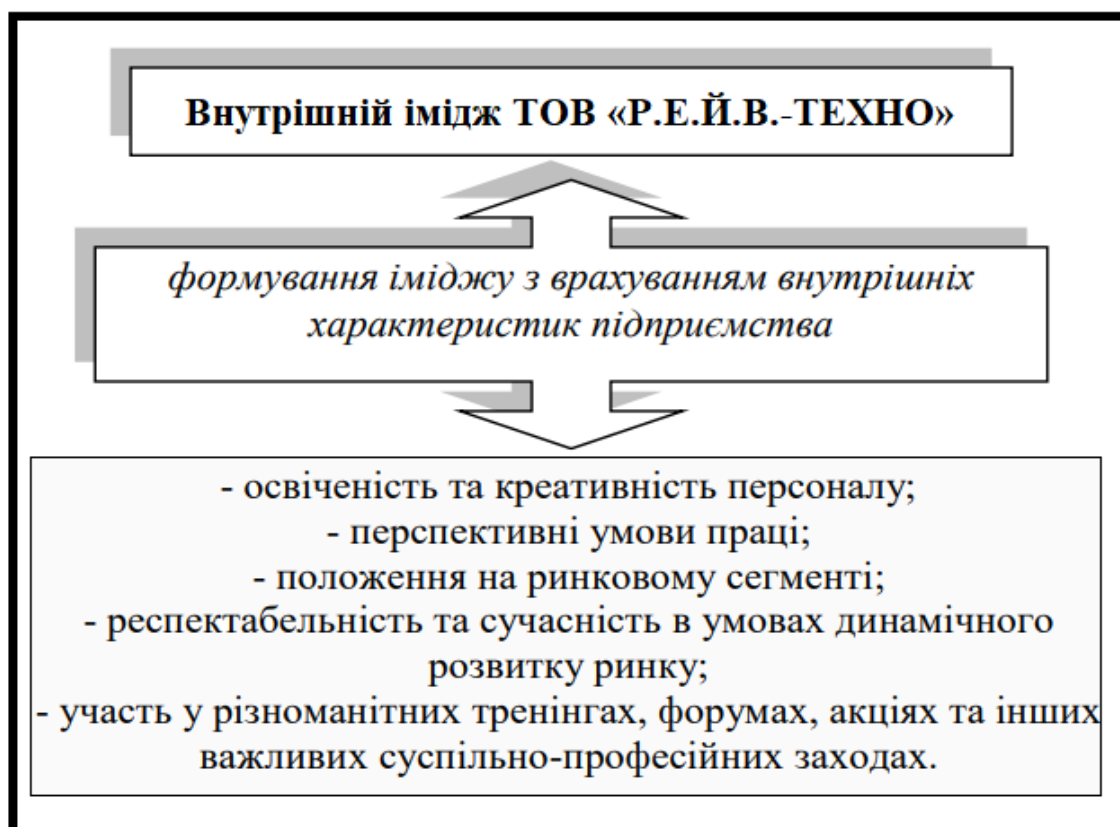 Внутрішній імідж ТОВ «Р.Е.Й.В.-ТЕХНО»
формування іміджу з врахуванням внутрішніх
характеристик підприємства
- освіченість та креативність персоналу;
- перспективні умови праці;
- положення на ринковому сегменті;
- респектабельність та сучасність в умовах динамічного
розвитку ринку;
- участь у різноманітних тренінгах, форумах, акціях та інших
важливих суспільно-професійних заходах.